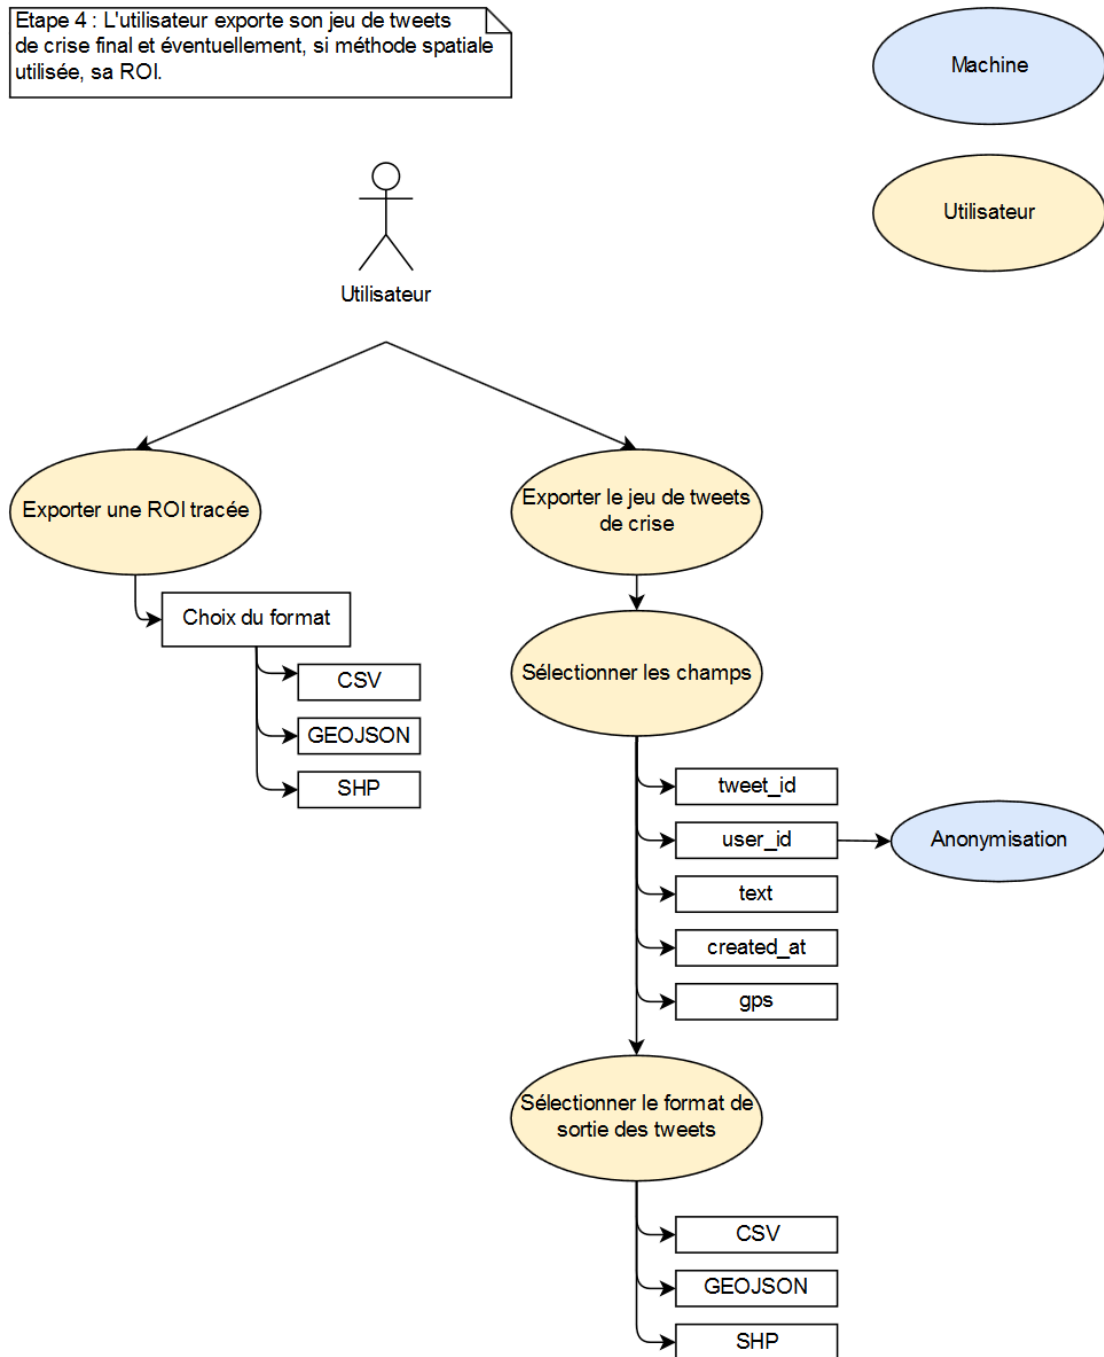 Etape 4 : L'utilisateur exporte son jeu de tweets
de crise final et éventuellement, si méthode spatiale
utilisée, sa ROI.
Machine
Utilisateur
Utilisateur
Exporter une ROI tracée
Exporter le jeu de tweets
de crise
Choix du format
CSV
GEOJSON
SHP
Sélectionner les champs
tweet_id
user_id
Anonymisation
text
created_at
gps
Sélectionner le format de
sortie des tweets
CSV
GEOJSON
SHP